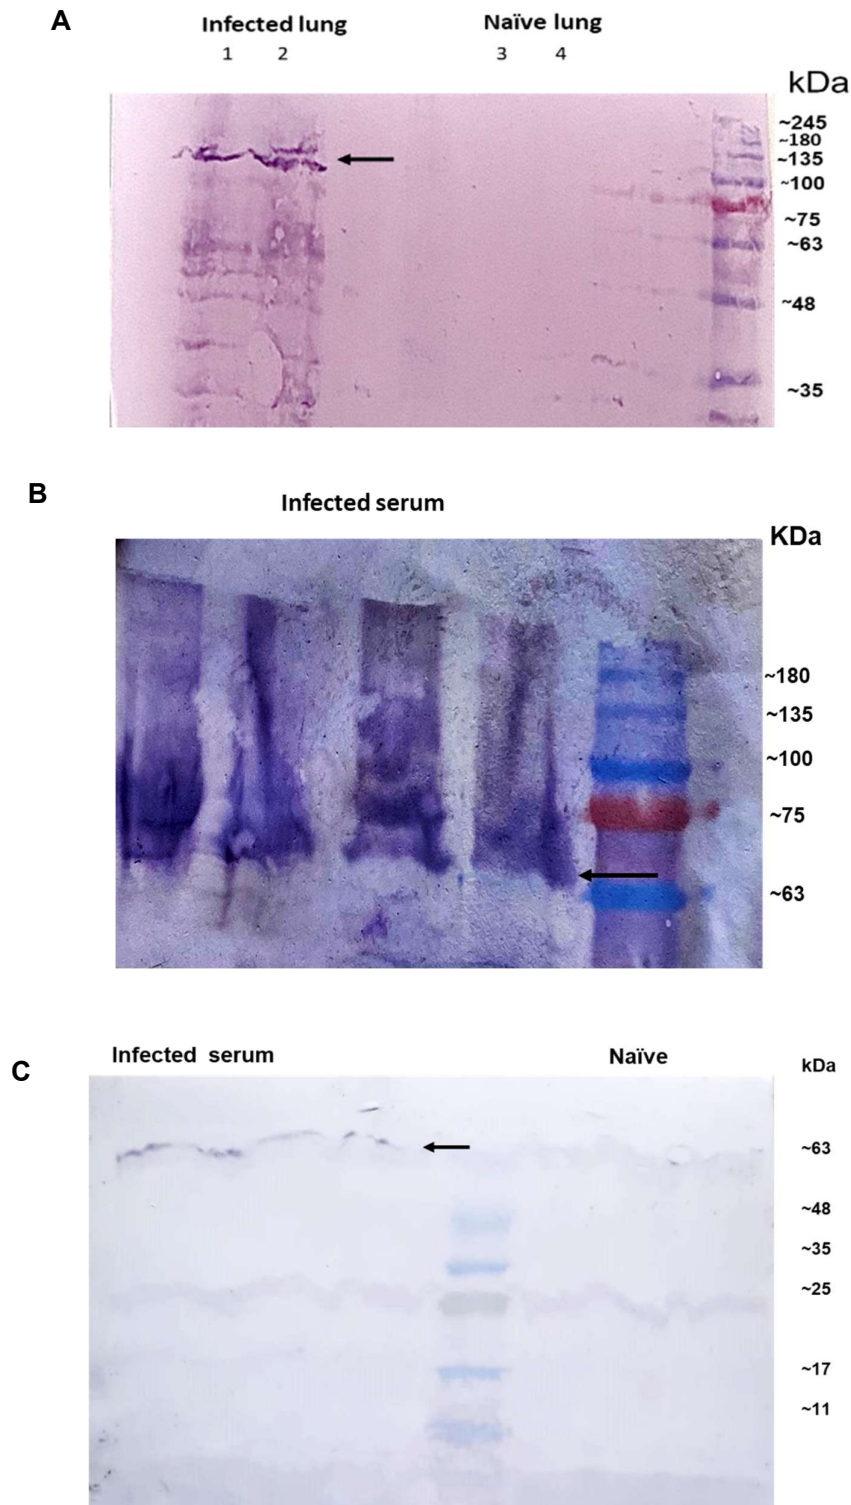 A
Infected lung Naïve lung
1 2 3 4
kDa
~245
~180
~135
~100
~75
~63
~48
~35
B
Infected serum
KDa
~180
~135
~100
~75
~63
C
Infected serum Naïve
kDa
~63
~48
~35
~25
~17
~11